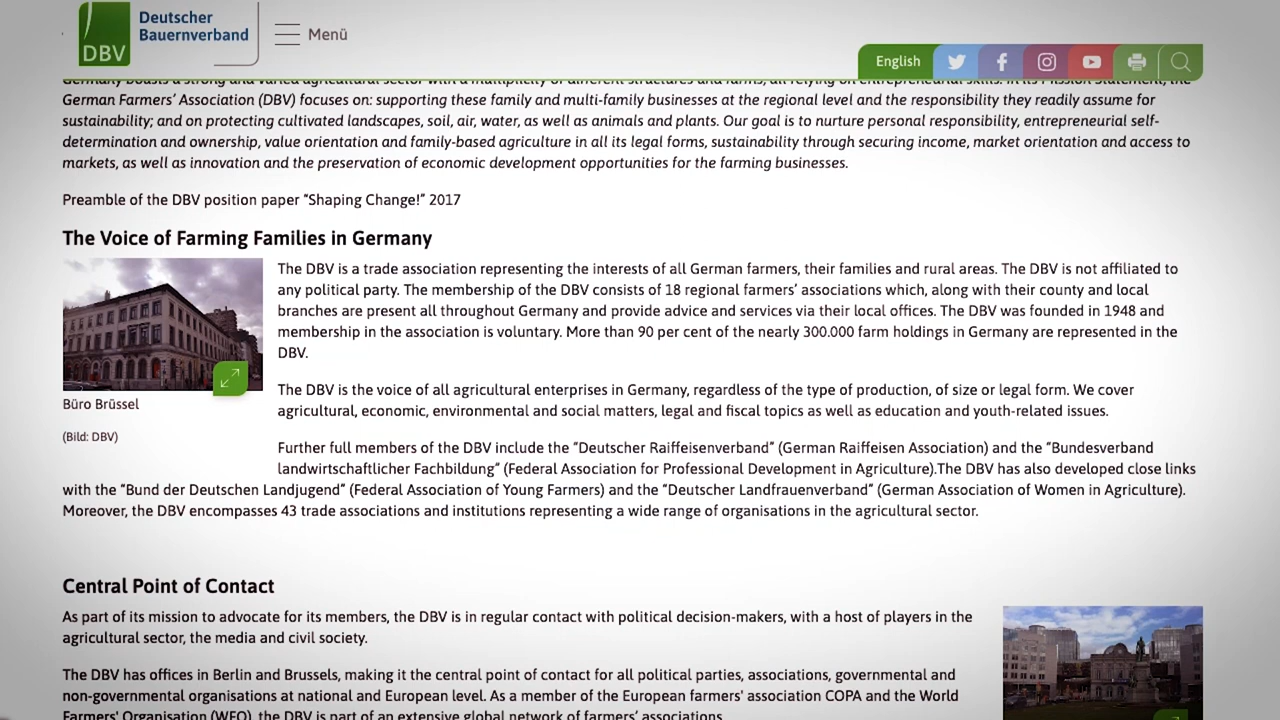 Deutscher
Bauernverband
DBV
Menü
English
German Farmers' Association (DBV) focuses on: supporting these family and multi-family businesses at the regional level and the responsibility they readily assume for
sustainability; and on protecting cultivated landscapes, soil, air, water, as well as animals and plants. Our goal is to nurture personal responsibility, entrepreneurial self-
determination and ownership, value orientation and family-based agriculture in all its legal forms, sustainability through securing income, market orientation and access to
markets, as well as innovation and the preservation of economic development opportunities for the farming businesses.
Preamble of the DBV position paper “Shaping Change!” 2017
The Voice of Farming Families in Germany
The DBV is a trade association representing the interests of all German farmers, their families and rural areas. The DBV is not affiliated to
any political party. The membership of the DBV consists of 18 regional farmers’ associations which, along with their county and local
branches are present all throughout Germany and provide advice and services via their local offices. The DBV was founded in 1948 and
membership in the association is voluntary. More than 90 per cent of the nearly 300.000 farm holdings in Germany are represented in the
DBV.
Büro Brüssel
(Bild: DBV)
The DBV is the voice of all agricultural enterprises in Germany, regardless of the type of production, of size or legal form. We cover
agricultural, economic, environmental and social matters, legal and fiscal topics as well as education and youth-related issues.
Further full members of the DBV include the “Deutscher Raiffeisenverband” (German Raiffeisen Association) and the “Bundesverband
landwirtschaftlicher Fachbildung” (Federal Association for Professional Development in Agriculture).The DBV has also developed close links
with the “Bund der Deutschen Landjugend” (Federal Association of Young Farmers) and the “Deutscher Landfrauenverband” (German Association of Women in Agriculture).
Moreover, the DBV encompasses 43 trade associations and institutions representing a wide range of organisations in the agricultural sector.
Central Point of Contact
As part of its mission to advocate for its members, the DBV is in regular contact with political decision-makers, with a host of players in the
agricultural sector, the media and civil society.
The DBV has offices in Berlin and Brussels, making it the central point of contact for all political parties, associations, governmental and
non-governmental organisations at national and European level. As a member of the European farmers' association COPA and the World
Farmers' Organisation (WFO), the DBV is part of an extensive global network of farmers’ associations.